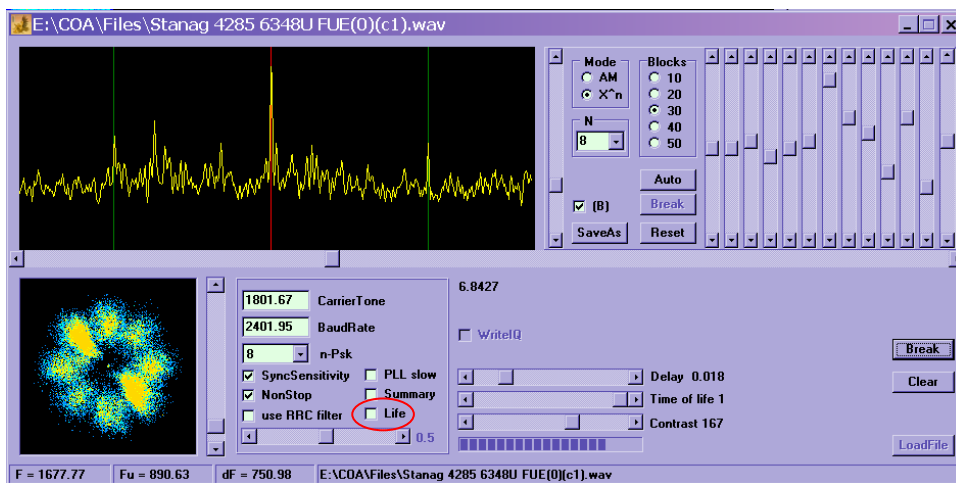 E:\COA\Files\Stanag 4285 6348U FUE(0)(c1).wav
Mode
AM
X^n
N
8
(B)
SaveAs
Blocks
10
20
30
40
50
Auto
Break
Reset
1801.67 CarrierTone
2401.95 BaudRate
8 n-Psk
SyncSensitivity PLL slow
NonStop Summary
use RRC filter Life
0.5
6.8427
WriteIQ
Delay 0.018
Time of life 1
Contrast 167
Break
Clear
LoadFile
F = 1677.77 Fu = 890.63 dF = 750.98 E:\COA\Files\Stanag 4285 6348U FUE(0)(c1).wav